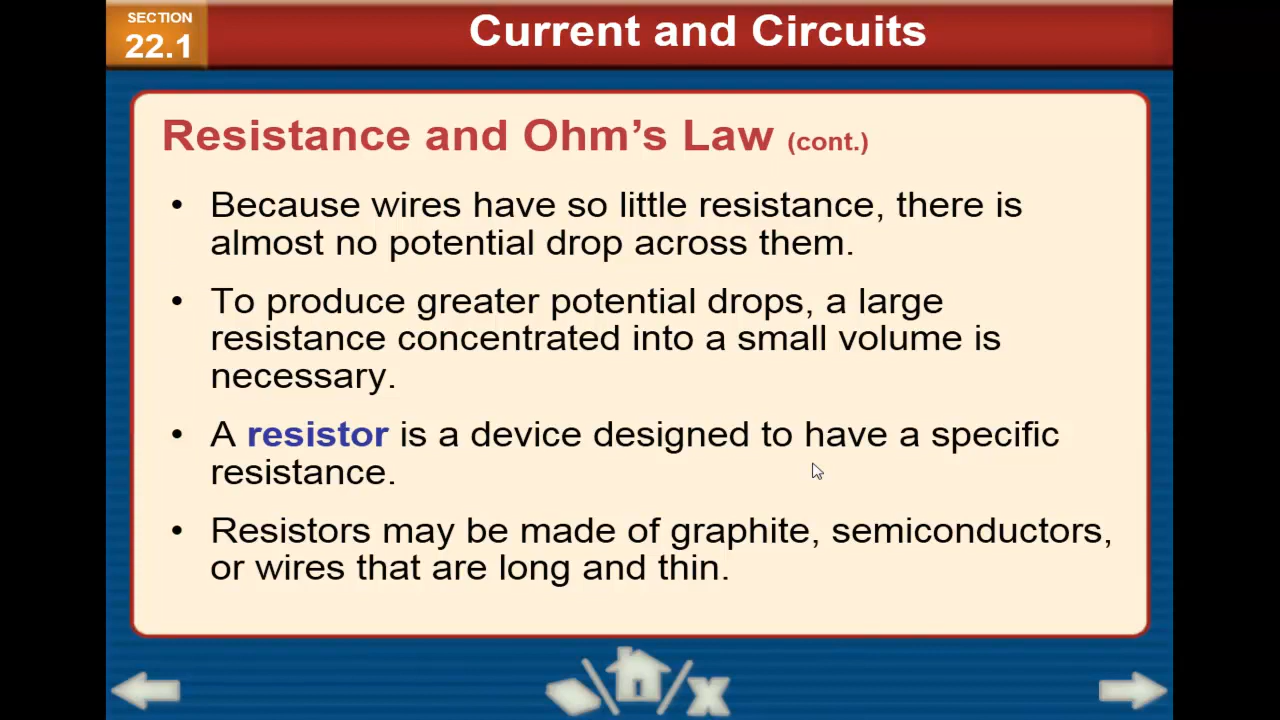 SECTION
22.1
Current and Circuits
Resistance and Ohm’s Law (cont.)
• Because wires have so little resistance, there is
almost no potential drop across them.
• To produce greater potential drops, a large
resistance concentrated into a small volume is
necessary.
• A resistor is a device designed to have a specific
resistance.
• Resistors may be made of graphite, semiconductors,
or wires that are long and thin.